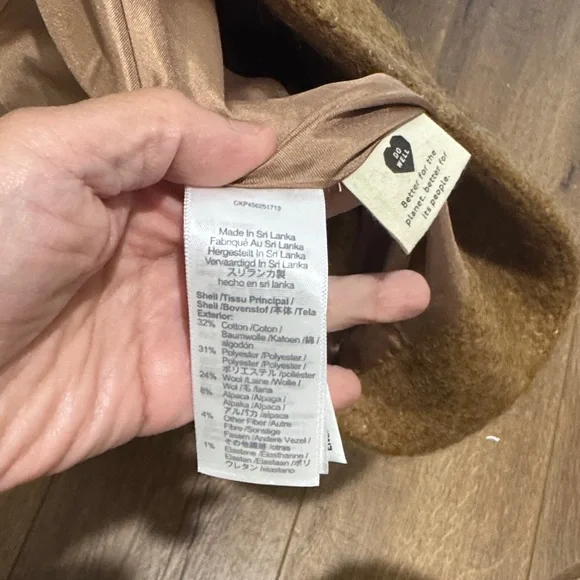 CKP456251713
Made In Sri Lanka
Fabriqué Au Sri Lanka
Hergestellt In Sri Lanka
Vervaardigd In Sri Lanka
スリランカ製
hecho en sri lanka
Shell /Tissu Principal /
Shell /Bovenstof /本体 /Tela
Exterior:
32% Cotton /Coton /
Baumwolle /Katoen /綿 /
algodón
31% Polyester /Polyester /
Polyester /Polyester /
ポリエステル /poliéster
24% Wool /Laine /Wolle /
Wol /毛 /lana
8% Alpaca /Alpaga /
Alpaka /Alpaca /
アルパカ /alpaca
4% Other Fiber /Autre
Fibre /Sonstige
Fasern /Andere Vezel /
その他繊維 /otras
1% Elastane /Elasthanne /
Elastan /Elastaan /ポリ
ウレタン /elastano
DO
WELL
Better for the
planet, better for
its people.